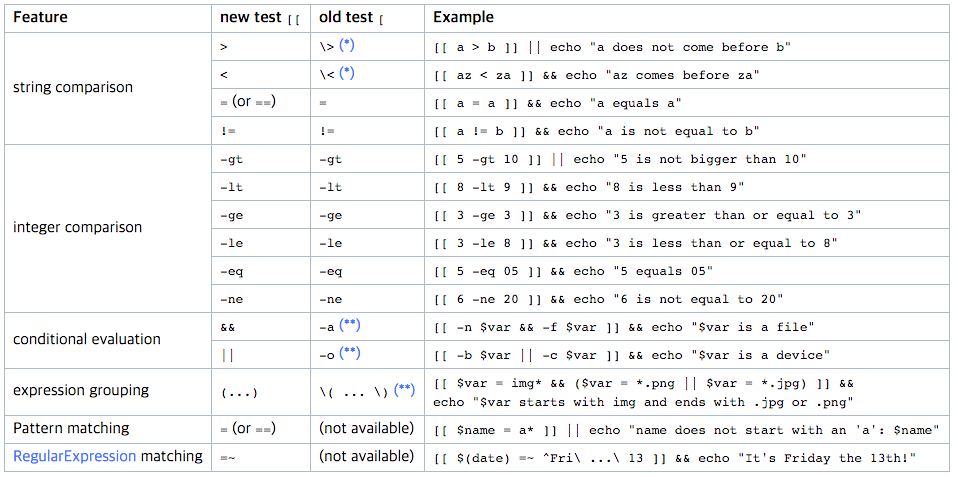 Feature new test [[ old test [ Example
string comparison
> \> (*) [[ a > b ]] || echo "a does not come before b"
< \< (*) [[ az < za ]] && echo "az comes before za"
= (or ==) = [[ a = a ]] && echo "a equals a"
!= != [[ a != b ]] && echo "a is not equal to b"
integer comparison
-gt -gt [[ 5 -gt 10 ]] || echo "5 is not bigger than 10"
-lt -lt [[ 8 -lt 9 ]] && echo "8 is less than 9"
-ge -ge [[ 3 -ge 3 ]] && echo "3 is greater than or equal to 3"
-le -le [[ 3 -le 8 ]] && echo "3 is less than or equal to 8"
-eq -eq [[ 5 -eq 05 ]] && echo "5 equals 05"
-ne -ne [[ 6 -ne 20 ]] && echo "6 is not equal to 20"
conditional evaluation
&& -a (**) [[ -n $var && -f $var ]] && echo "$var is a file"
|| -o (**) [[ -b $var || -c $var ]] && echo "$var is a device"
expression grouping (...) \( ... \) (**) [[ $var = img* && ($var = *.png || $var = *.jpg) ]] &&
echo "$var starts with img and ends with .jpg or .png"
Pattern matching = (or ==) (not available) [[ $name = a* ]] || echo "name does not start with an 'a': $name"
RegularExpression matching =~ (not available) [[ $(date) =~ ^Fri\ ...\ 13 ]] && echo "It's Friday the 13th!"